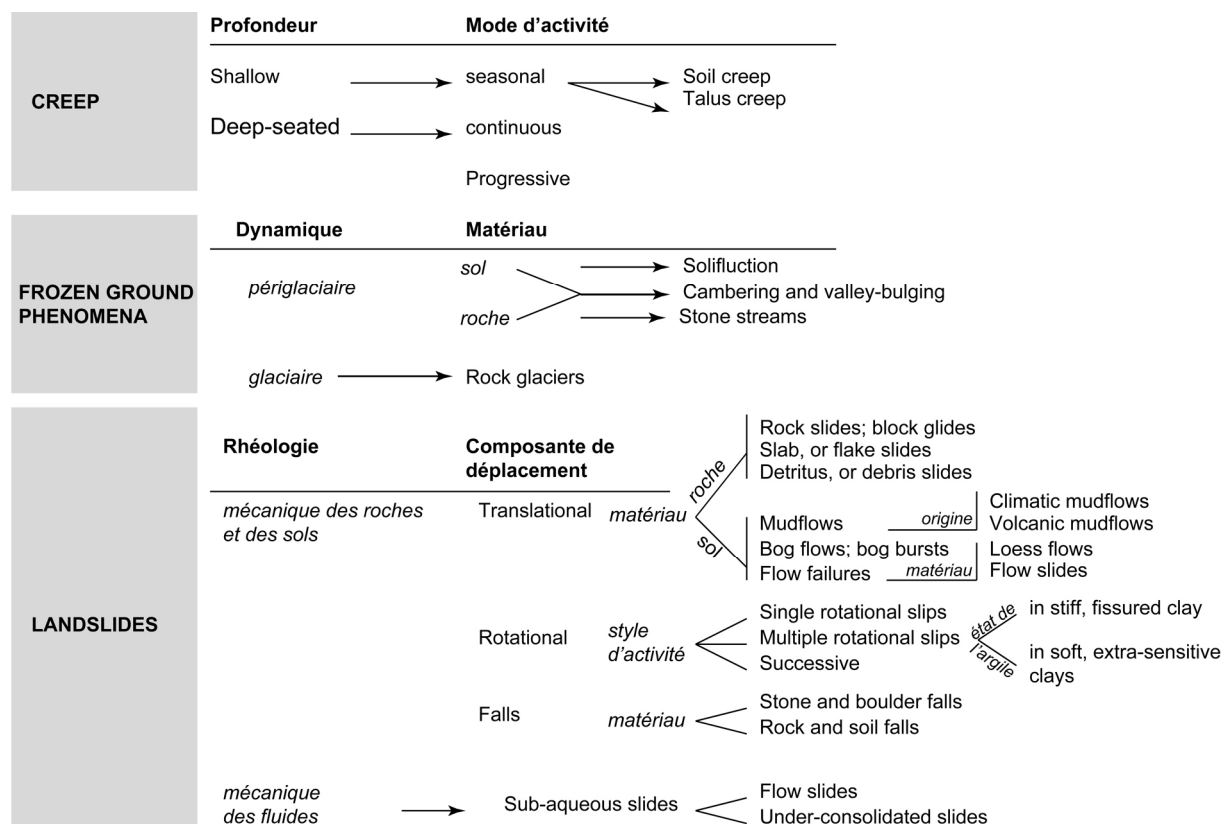 Profondeur Mode d’activité
CREEP
Shallow seasonal Soil creep
Talus creep
Deep-seated continuous
Progressive
Dynamique Matériau
FROZEN GROUND
PHENOMENA
périglaciaire
sol Solifluction
Cambering and valley-bulging
roche Stone streams
glaciaire Rock glaciers
LANDSLIDES
Rhéologie Composante de
déplacement
mécanique des roches
et des sols
Translational matériau
roche
Rock slides; block glides
Slab, or flake slides
Detritus, or debris slides
sol
Mudflows origine Climatic mudflows
Volcanic mudflows
Bog flows; bog bursts
Flow failures matériau Loess flows
Flow slides
Rotational style
d’activité
Single rotational slips
Multiple rotational slips
Successive
état de
l’argile
in stiff, fissured clay
in soft, extra-sensitive
clays
Falls matériau Stone and boulder falls
Rock and soil falls
mécanique
des fluides
Sub-aqueous slides Flow slides
Under-consolidated slides